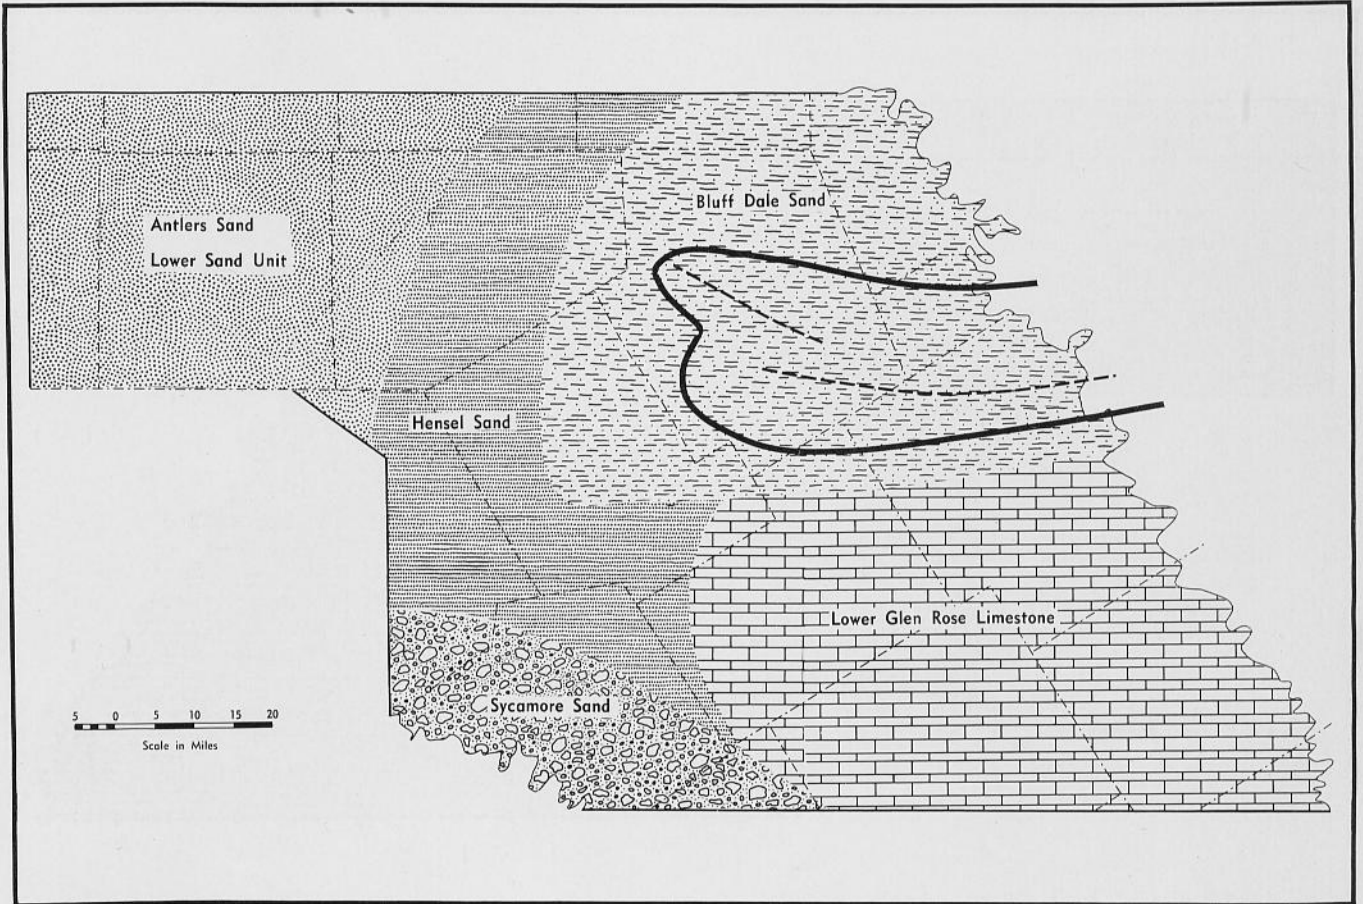 Bluff Dale Sand
Antlers Sand
Lower Sand Unit
Hensel Sand
Lower Glen Rose Limestone
Sycamore Sand
5 0 5 10 15 20
Scale in Miles